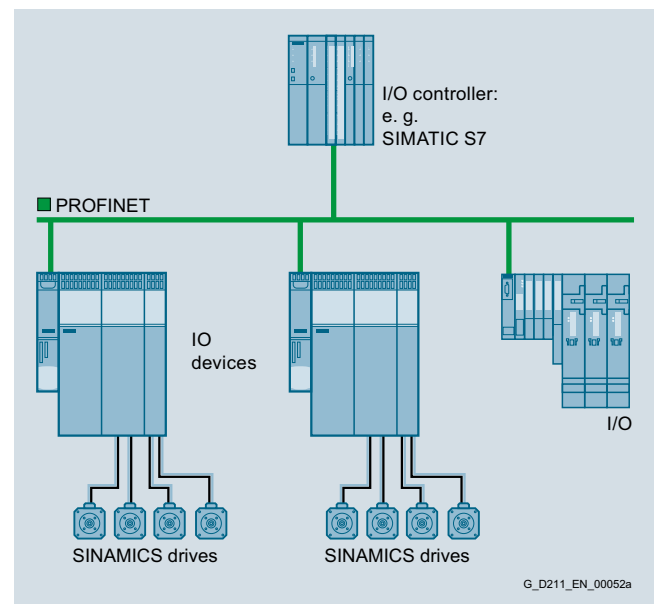 I/O controller:
e. g.
SIMATIC S7
PROFINET
IO
devices
I/O
SINAMICS drives
SINAMICS drives
G_D211_EN_00052a